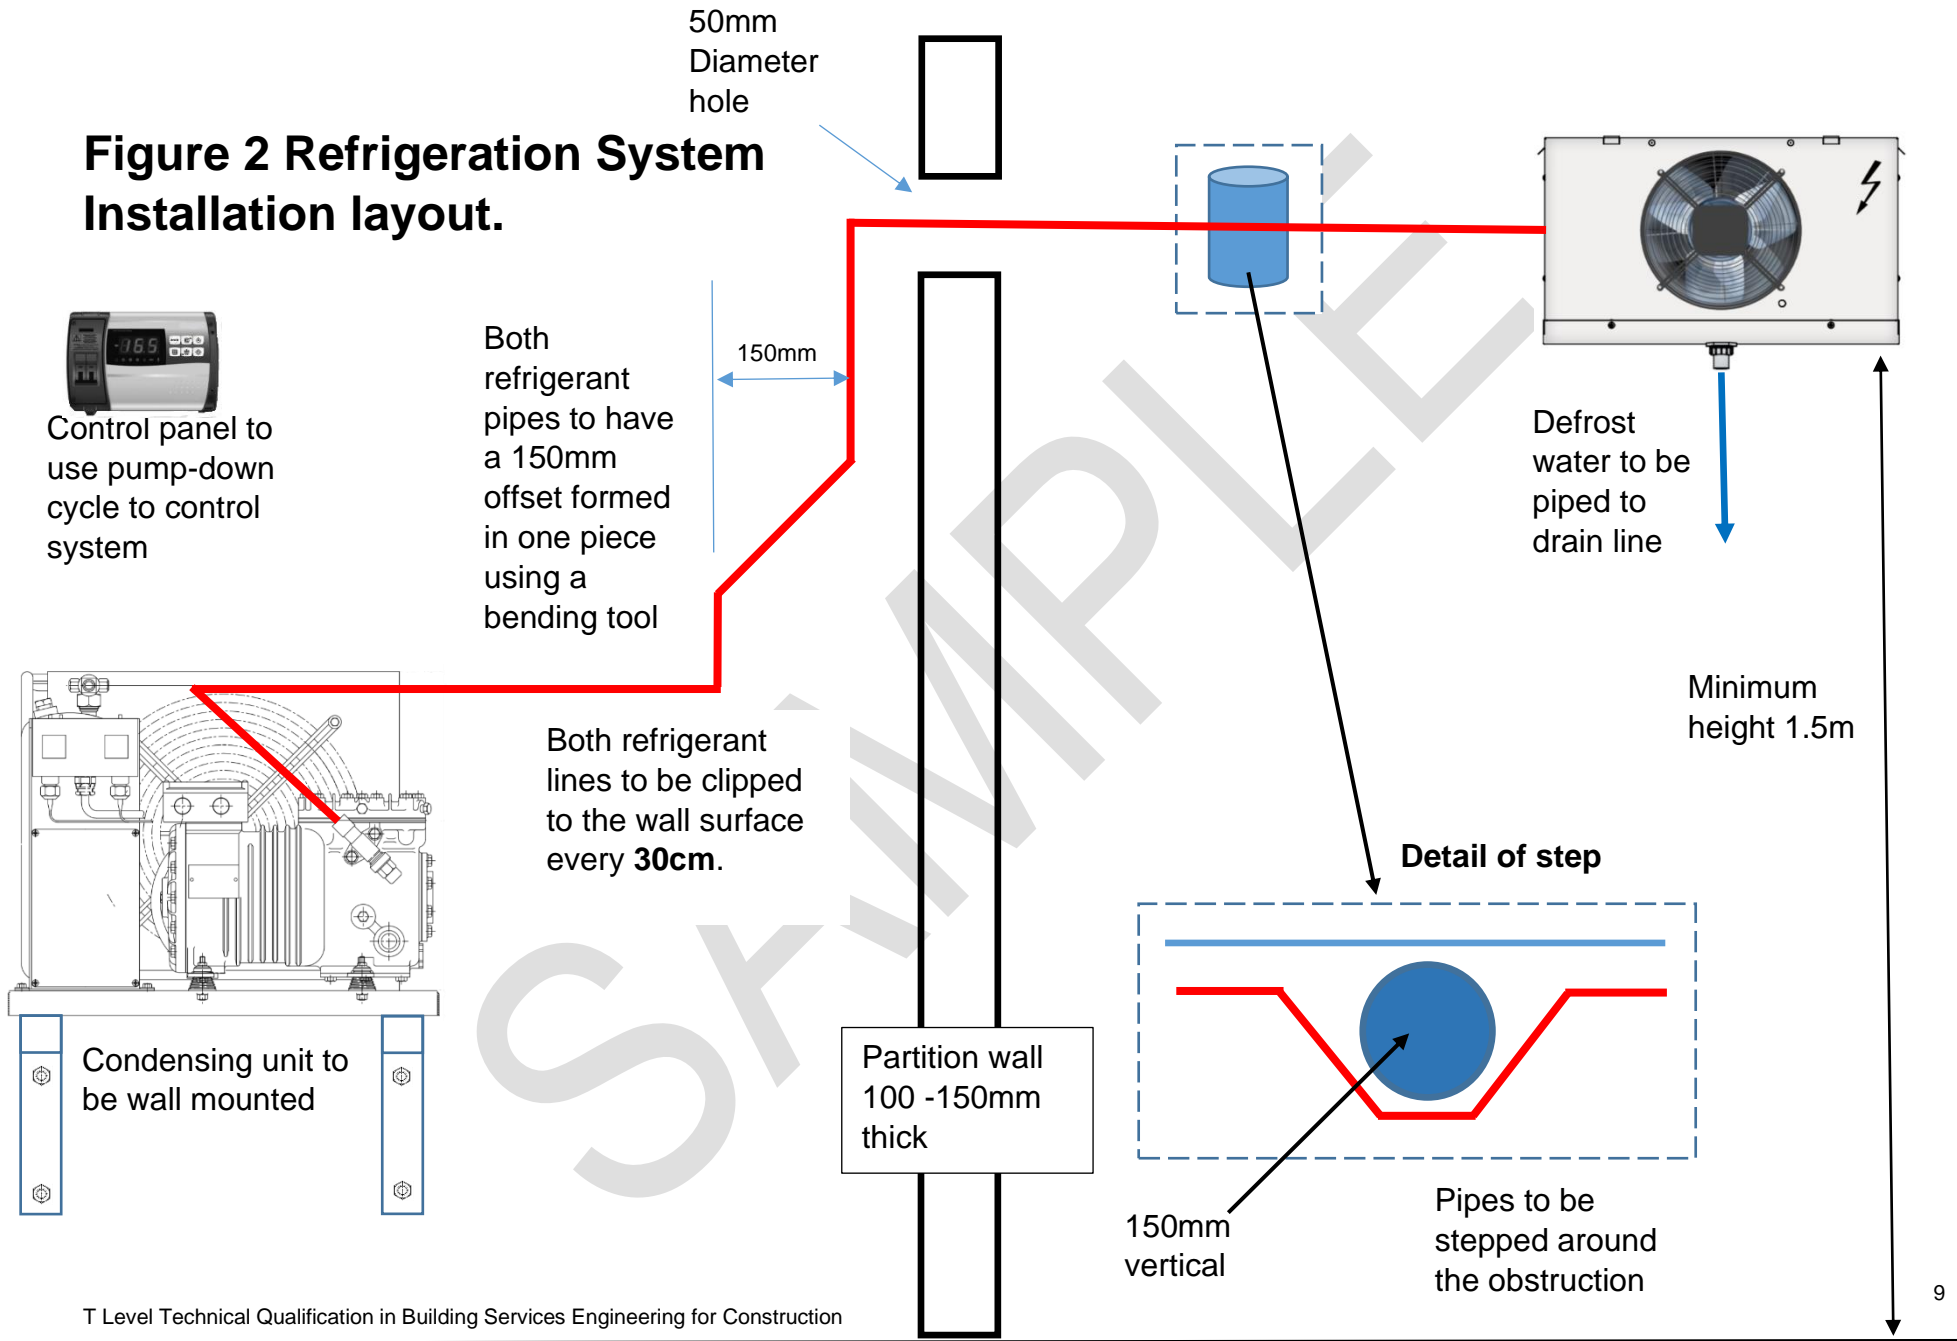 50mm
Diameter
hole
Figure 2 Refrigeration System
Installation layout.
-16.5
Control panel to
use pump-down
cycle to control
system
Both
refrigerant
pipes to have
a 150mm
offset formed
in one piece
using a
bending tool
150mm
Defrost
water to be
piped to
drain line
Minimum
height 1.5m
Both refrigerant
lines to be clipped
to the wall surface
every 30cm.
Detail of step
Condensing unit to
be wall mounted
Partition wall
100 -150mm
thick
150mm
vertical
Pipes to be
stepped around
the obstruction
SAMPLE
T Level Technical Qualification in Building Services Engineering for Construction
9